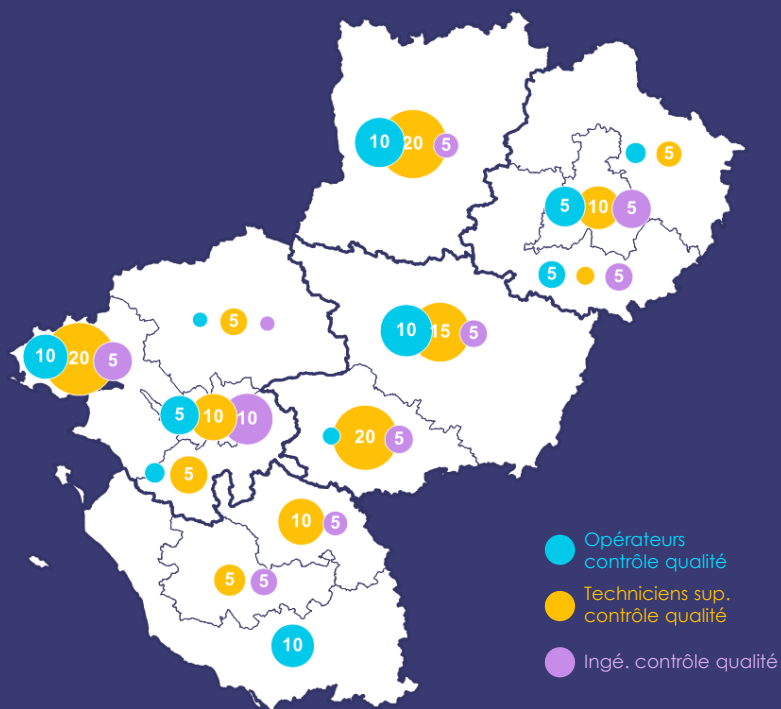 10 20 5
5
5 10 5
5 5
5
10 15 5
10 20 5
5 10 10
20 5
5
10 5
5 5
10
Opérateurs
contrôle qualité
Techniciens sup.
contrôle qualité
Ingé. contrôle qualité